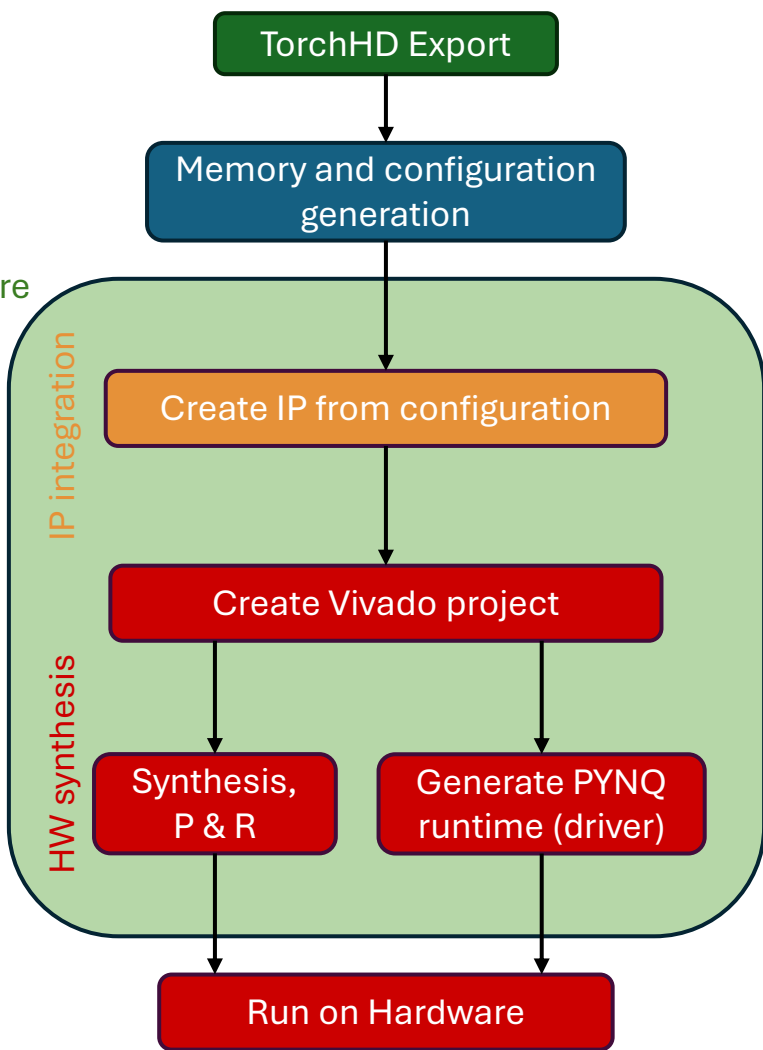 TorchHD Export
Memory and configuration
generation
re
IP integration
Create IP from configuration
Create Vivado project
HW synthesis
Synthesis,
P & R
Generate PYNQ
runtime (driver)
Run on Hardware